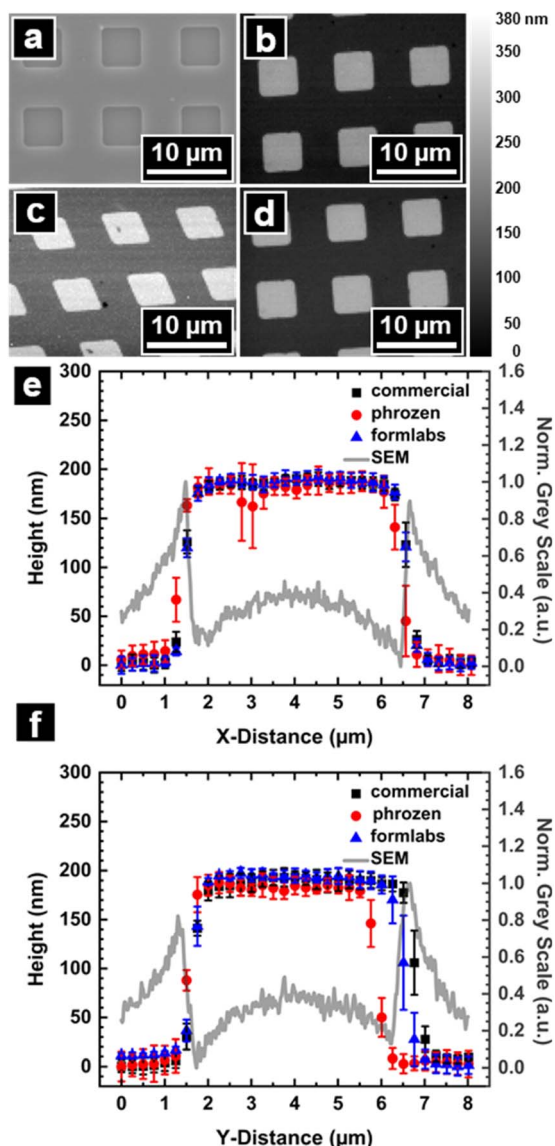 a
10 µm
b
10 µm
c
10 µm
d
10 µm
380 nm
350
300
250
200
150
100
50
0
e
300
250
200
150
100
50
0
Height (nm)
commercial
phrozen
formlabs
SEM
1.6
1.4
1.2
1.0
0.8
0.6
0.4
0.2
0.0
Norm. Grey Scale (a.u.)
0 1 2 3 4 5 6 7 8
X-Distance (µm)
f
300
250
200
150
100
50
0
Height (nm)
commercial
phrozen
formlabs
SEM
1.6
1.4
1.2
1.0
0.8
0.6
0.4
0.2
0.0
Norm. Grey Scale (a.u.)
0 1 2 3 4 5 6 7 8
Y-Distance (µm)